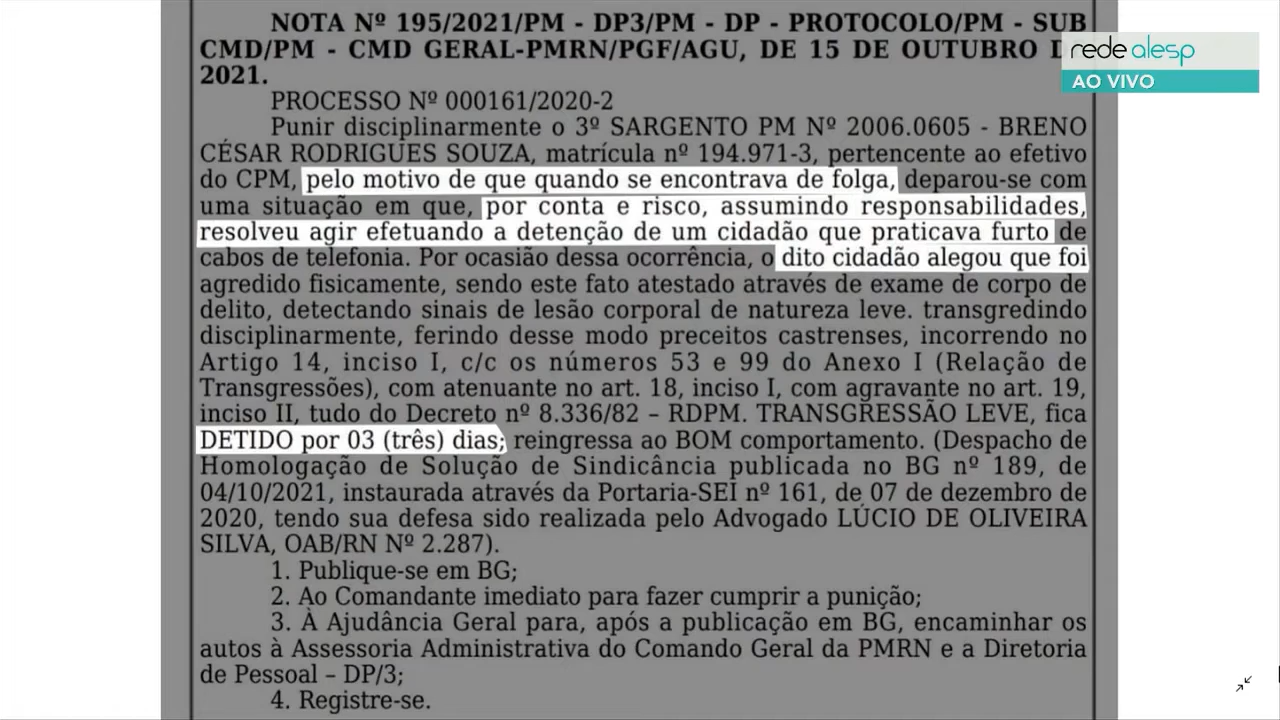 NOTA Nº 195/2021/PM - DP3/PM - DP - PROTOCOLO/PM - SUB
CMD/PM - CMD GERAL-PMRN/PGF/AGU, DE 15 DE OUTUBRO
2021.
rede alesp
AO VIVO
PROCESSO Nº 000161/2020-2
Punir disciplinarmente o 3º SARGENTO PM Nº 2006.0605 - BRENO
CÉSAR RODRIGUES SOUZA, matrícula nº 194.971-3, pertencente ao efetivo
do CPM, pelo motivo de que quando se encontrava de folga, deparou-se com
uma situação em que, por conta e risco, assumindo responsabilidades,
resolveu agir efetuando a detenção de um cidadão que praticava furto de
cabos de telefonia. Por ocasião dessa ocorrência, o dito cidadão alegou que foi
agredido fisicamente, sendo este fato atestado através de exame de corpo de
delito, detectando sinais de lesão corporal de natureza leve. transgredindo
disciplinarmente, ferindo desse modo preceitos castrenses, incorrendo no
Artigo 14, inciso I, c/c os números 53 e 99 do Anexo I (Relação de
Transgressões), com atenuante no art. 18, inciso I, com agravante no art. 19,
inciso II, tudo do Decreto nº 8.336/82 – RDPM. TRANSGRESSÃO LEVE, fica
DETIDO por 03 (três) dias; reingressa ao BOM comportamento. (Despacho de
Homologação de Solução de Sindicância publicada no BG nº 189, de
04/10/2021, instaurada através da Portaria-SEI nº 161, de 07 de dezembro de
2020, tendo sua defesa sido realizada pelo Advogado LÚCIO DE OLIVEIRA
SILVA, OAB/RN Nº 2.287).
1. Publique-se em BG;
2. Ao Comandante imediato para fazer cumprir a punição;
3. À Ajudância Geral para, após a publicação em BG, encaminhar os
autos à Assessoria Administrativa do Comando Geral da PMRN e a Diretoria
de Pessoal – DP/3;
4. Registre-se.